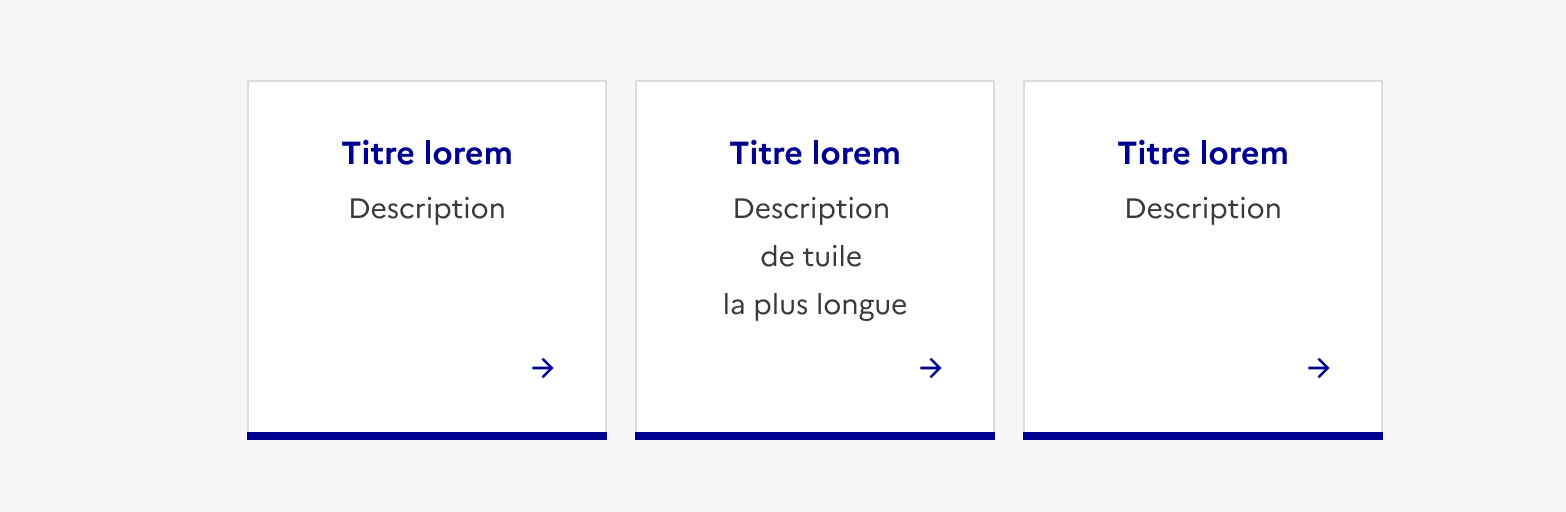 Titre lorem
Description
Titre lorem
Description
de tuile
la plus longue
Titre lorem
Description